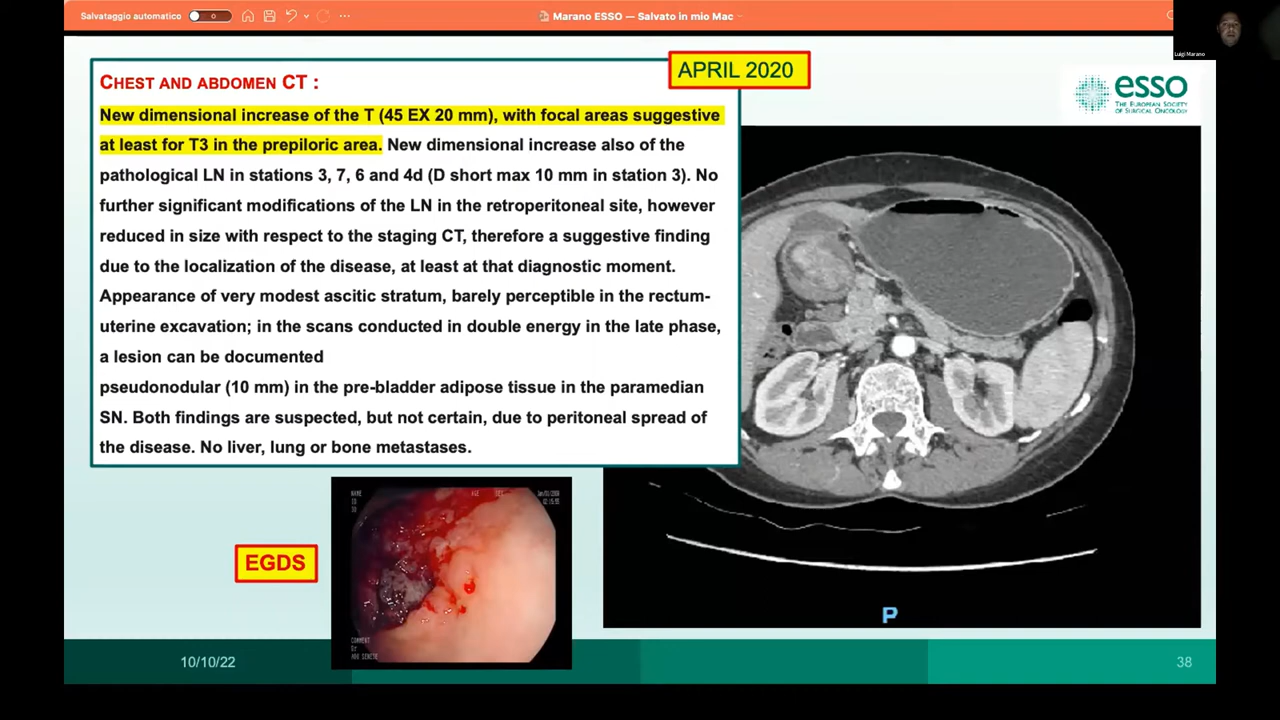 Salvataggio automatico
Marano ESSO — Salvato in mio Mac
Luigi Marano
APRIL 2020
CHEST AND ABDOMEN CT :
New dimensional increase of the T (45 EX 20 mm), with focal areas suggestive
at least for T3 in the prepiloric area. New dimensional increase also of the
pathological LN in stations 3, 7, 6 and 4d (D short max 10 mm in station 3). No
further significant modifications of the LN in the retroperitoneal site, however
reduced in size with respect to the staging CT, therefore a suggestive finding
due to the localization of the disease, at least at that diagnostic moment.
Appearance of very modest ascitic stratum, barely perceptible in the rectum-
uterine excavation; in the scans conducted in double energy in the late phase,
a lesion can be documented
pseudonodular (10 mm) in the pre-bladder adipose tissue in the paramedian
SN. Both findings are suspected, but not certain, due to peritoneal spread of
the disease. No liver, lung or bone metastases.
esso
THE EUROPEAN SOCIETY
OF SURGICAL ONCOLOGY
EGDS
NAME
AGE
SEX
COMMENT
Dr
P
10/10/22
38